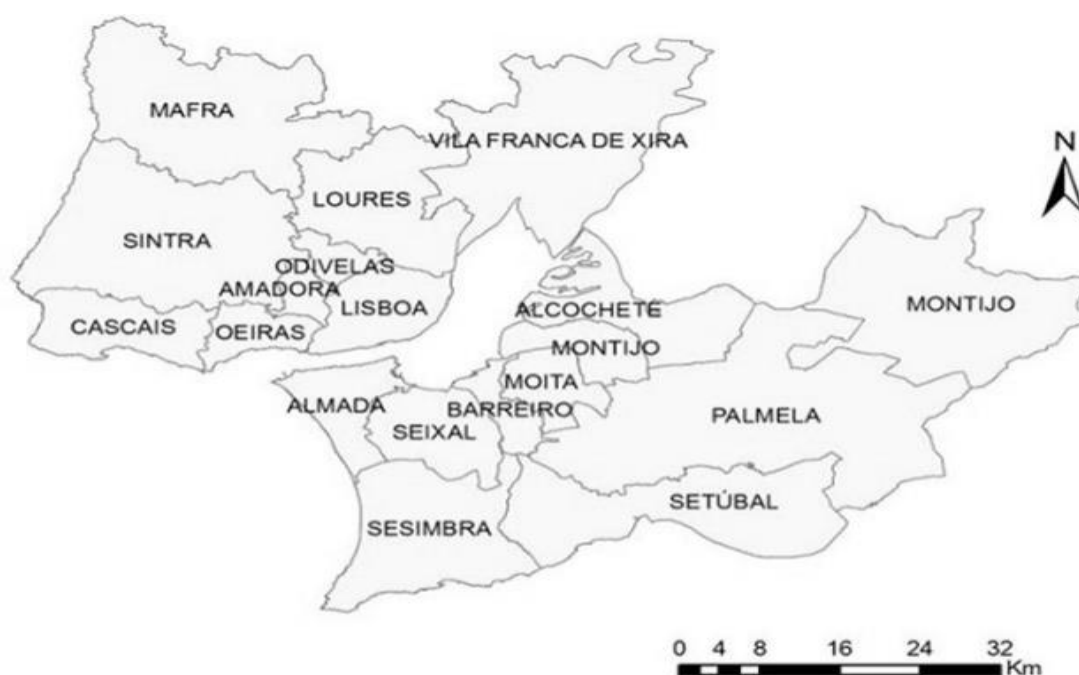 MAFRA
VILA FRANCA DE XIRA
N
LOURES
SINTRA
ODIVELAS
AMADORA
LISBOA
ALCOCHETE
MONTIJO
CASCAIS
OEIRAS
MONTIJO
MOITA
ALMADA
BARREIRO
PALMELA
SEIXAL
SETÚBAL
SESIMBRA
0 4 8 16 24 32
Km